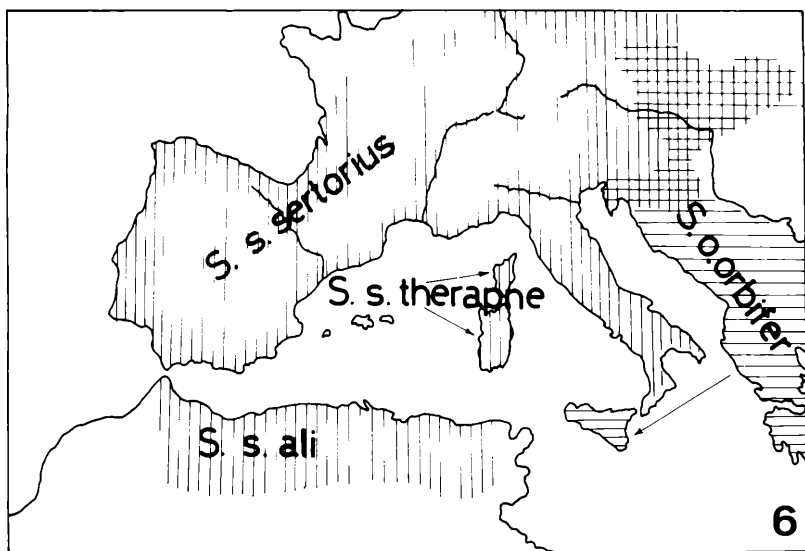 S. s. sertorius
S. o. orbifer
S. s. therapne
S. s. ali
6